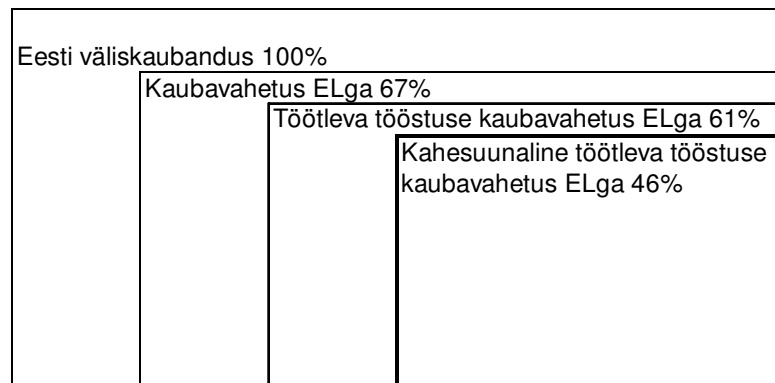 Eesti väliskaubandus 100%
Kaubavahetus ELga 67%
Töötleva tööstuse kaubavahetus ELga 61%
Kahesuunaline töötleva tööstuse
kaubavahetus ELga 46%